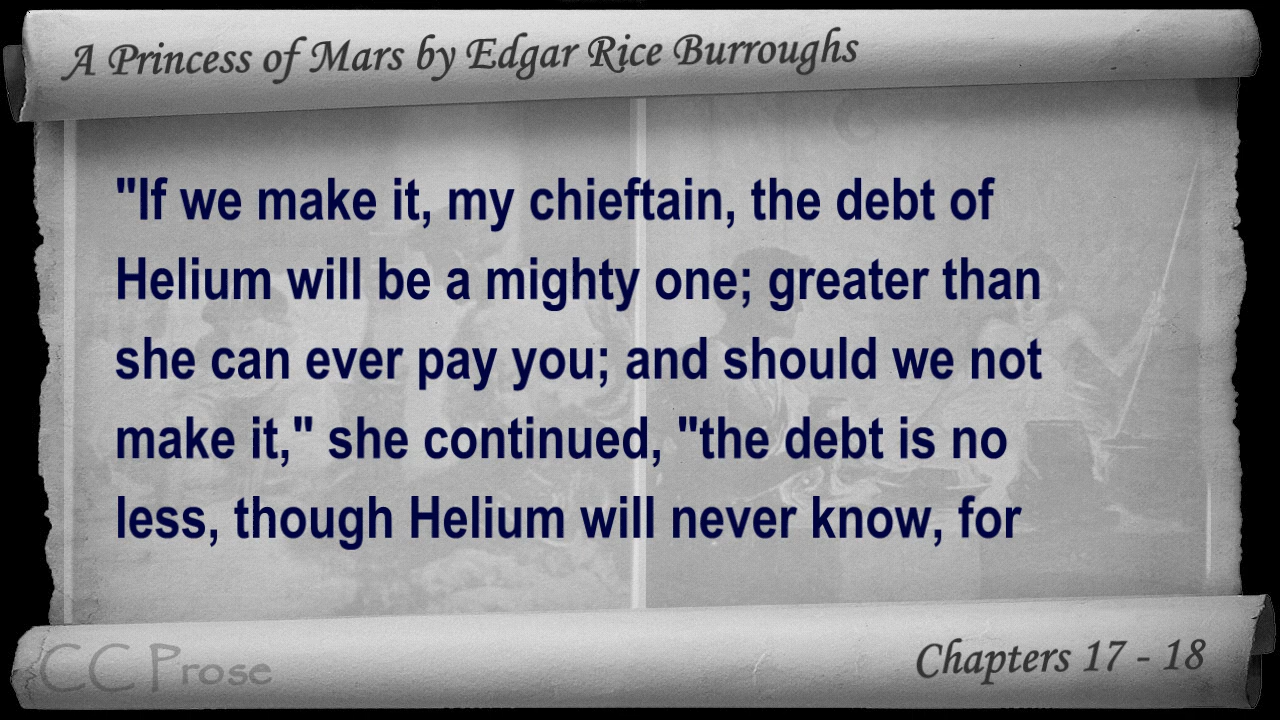 A Princess of Mars by Edgar Rice Burroughs
"If we make it, my chieftain, the debt of
Helium will be a mighty one; greater than
she can ever pay you; and should we not
make it," she continued, "the debt is no
less, though Helium will never know, for
CC Prose
Chapters 17 - 18